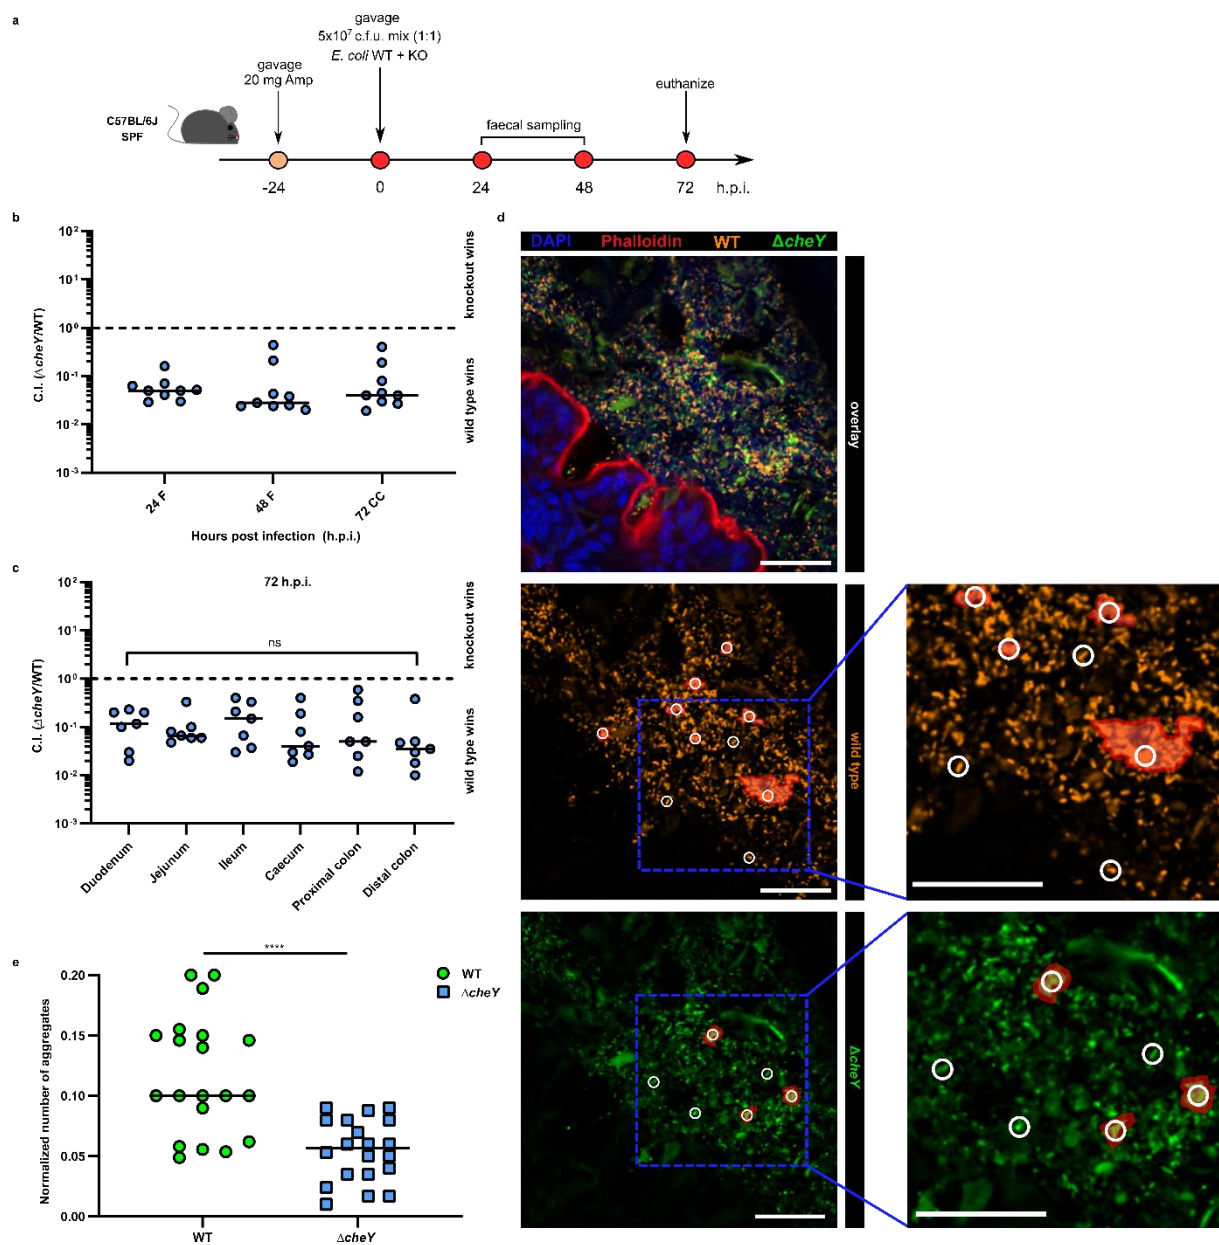 a
gavage
5x10⁷ c.f.u. mix (1:1)
E. coli WT + KO
gavage
20 mg Amp
euthanize
C57BL/6J
SPF
faecal sampling
-24 0 24 48 72 h.p.i.
b
10²
10¹
10⁰
10⁻¹
10⁻²
10⁻³
C.I. (ΔcheY/WT)
knockout wins
wild type wins
24 F 48 F 72 CC
Hours post infection (h.p.i.)
c
72 h.p.i.
ns
10²
10¹
10⁰
10⁻¹
10⁻²
10⁻³
C.I. (ΔcheY/WT)
knockout wins
wild type wins
Duodenum Jejunum Ileum Caecum Proximal colon Distal colon
d
DAPI Phalloidin WT ΔcheY
overlay
wild type
ΔcheY
e
****
WT
ΔcheY
0.20
0.15
0.10
0.05
0.00
Normalized number of aggregates
WT ΔcheY